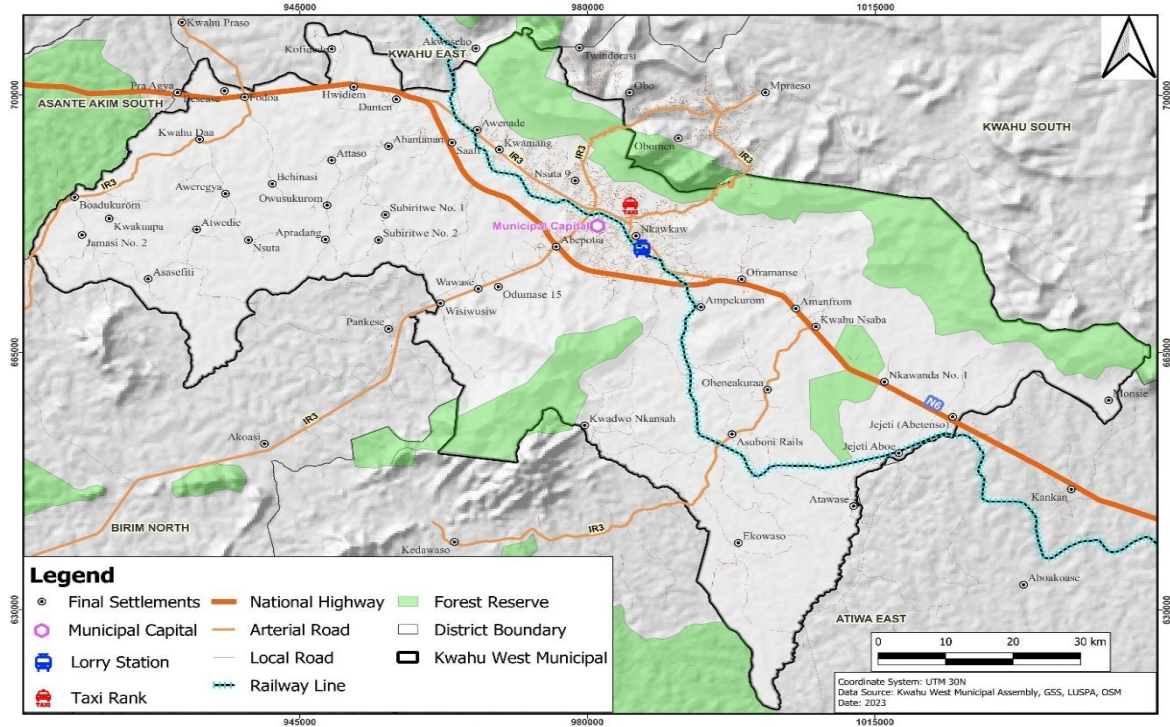 945000
980000
1015000
Kwahu Praso
Kofidede
Akwaseho
KWAHU EAST
Twindorasi
Pra Agya
ASANTE AKIM SOUTH
Podoa
Hwidiem
Danten
Obo
Mpraeso
700000
700000
KWAHU SOUTH
Kwahu Daa
IR3
Ahantanan
Saafi
Awenade
Kwamang
IR3
Obomen
IR3
IR3
Attaso
Bchinasi
Nsuta 9
Aweregya
Owusukurom
Boadukurom
Kwakuapa
Atwedie
Subiritwe No. 1
TAXI
Municipal Capital
Nkawkaw
Jamasi No. 2
Nsuta
Apradang
Subiritwe No. 2
Abepotia
Asasefiti
Wawase
Odumase 15
Oframanse
Wisiwusiw
Ampekurom
Amanfrom
Pankese
Kwahu Nsaba
665000
665000
Oheneakuraa
Nkawanda No. 1
N6
Monsie
IR3
Kwadwo Nkansah
Jejeti (Abetenso)
Akoasi
Asuboni Rails
Jejeti Aboe
Kankan
Atawase
BIRIM NORTH
IR3
Kedawaso
Ekowaso
Aboakoase
630000
630000
ATIWA EAST
Legend
Final Settlements
National Highway
Forest Reserve
Municipal Capital
Arterial Road
District Boundary
Lorry Station
Local Road
Kwahu West Municipal
Taxi Rank
Railway Line
0 10 20 30 km
Coordinate System: UTM 30N
Data Source: Kwahu West Municipal Assembly, GSS, LUSPA, OSM
Date: 2023
945000
980000
1015000